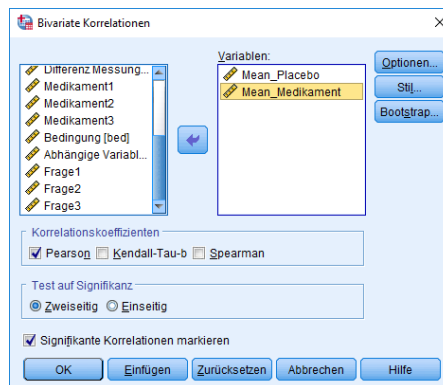 Bivariate Korrelationen
Differenz Messung...
Medikament1
Medikament2
Medikament3
Bedingung [bed]
Abhängige Variabl...
Frage1
Frage2
Frage3
Variablen:
Mean_Placebo
Mean_Medikament
Optionen...
Stil...
Bootstrap...
Korrelationskoeffizienten
Pearson Kendall-Tau-b Spearman
Test auf Signifikanz
Zweiseitig Einseitig
Signifikante Korrelationen markieren
OK Einfügen Zurücksetzen Abbrechen Hilfe